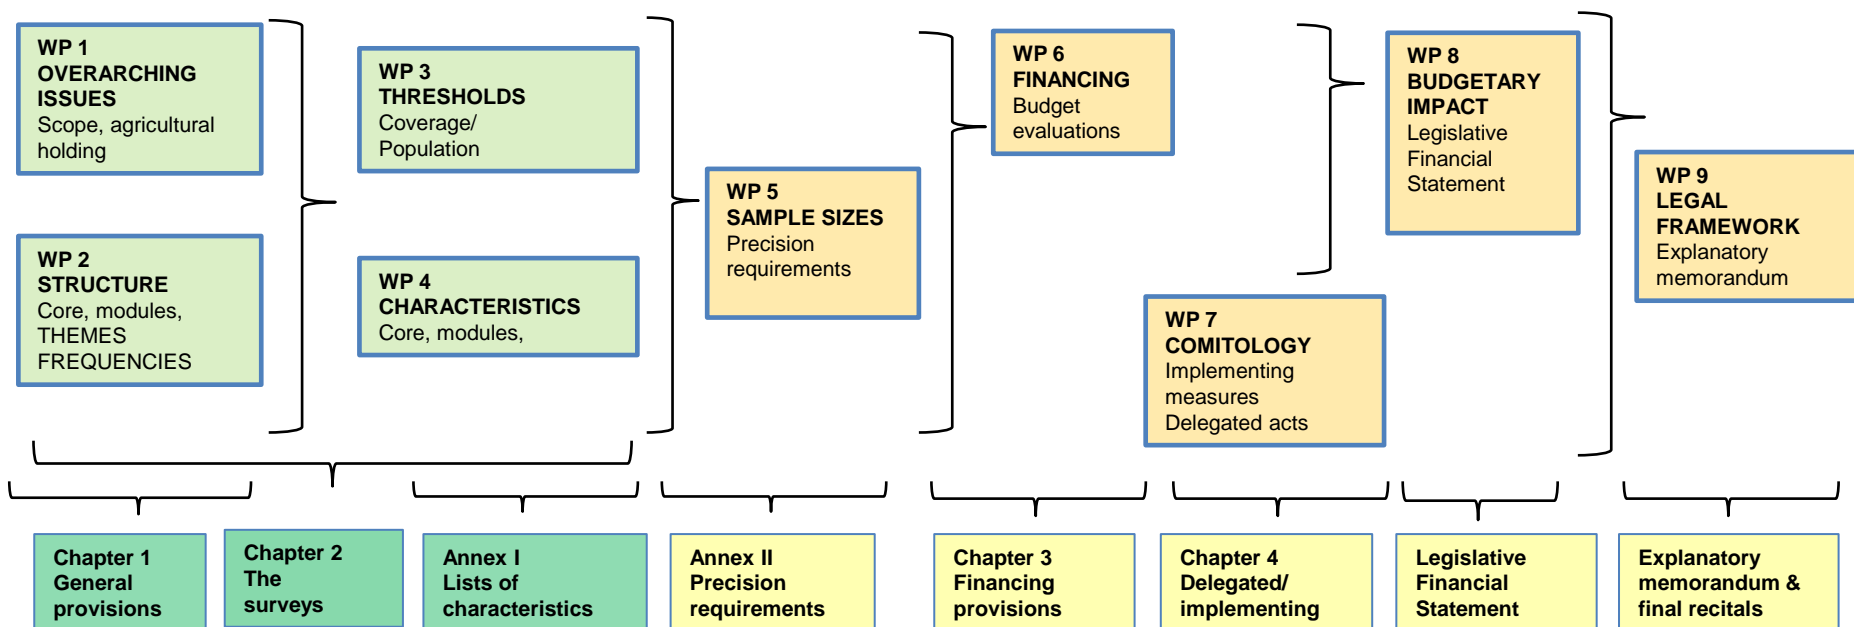 WP 1
OVERARCHING
ISSUES
Scope, agricultural
holding
WP 2
STRUCTURE
Core, modules,
THEMES
FREQUENCIES
WP 3
THRESHOLDS
Coverage/
Population
WP 4
CHARACTERISTICS
Core, modules,
WP 5
SAMPLE SIZES
Precision
requirements
WP 6
FINANCING
Budget
evaluations
WP 7
COMITOLOGY
Implementing
measures
Delegated acts
WP 8
BUDGETARY
IMPACT
Legislative
Financial
Statement
WP 9
LEGAL
FRAMEWORK
Explanatory
memorandum
Chapter 1
General
provisions
Chapter 2
The
surveys
Annex I
Lists of
characteristics
Annex II
Precision
requirements
Chapter 3
Financing
provisions
Chapter 4
Delegated/
implementing
Legislative
Financial
Statement
Explanatory
memorandum &
final recitals